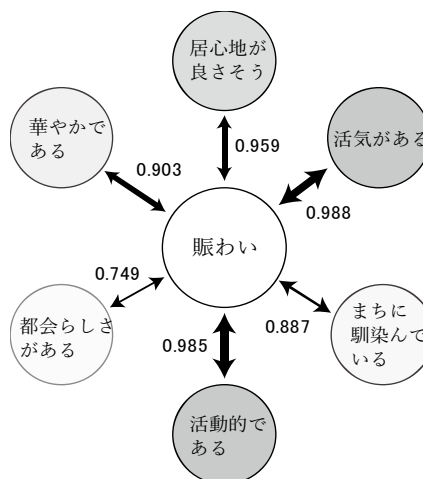 居心地が
良さそう
華やかで
ある
活気がある
0.959
0.903
0.988
賑わい
0.749
0.887
0.985
都会らしさ
がある
まちに
馴染んで
いる
活動的で
ある